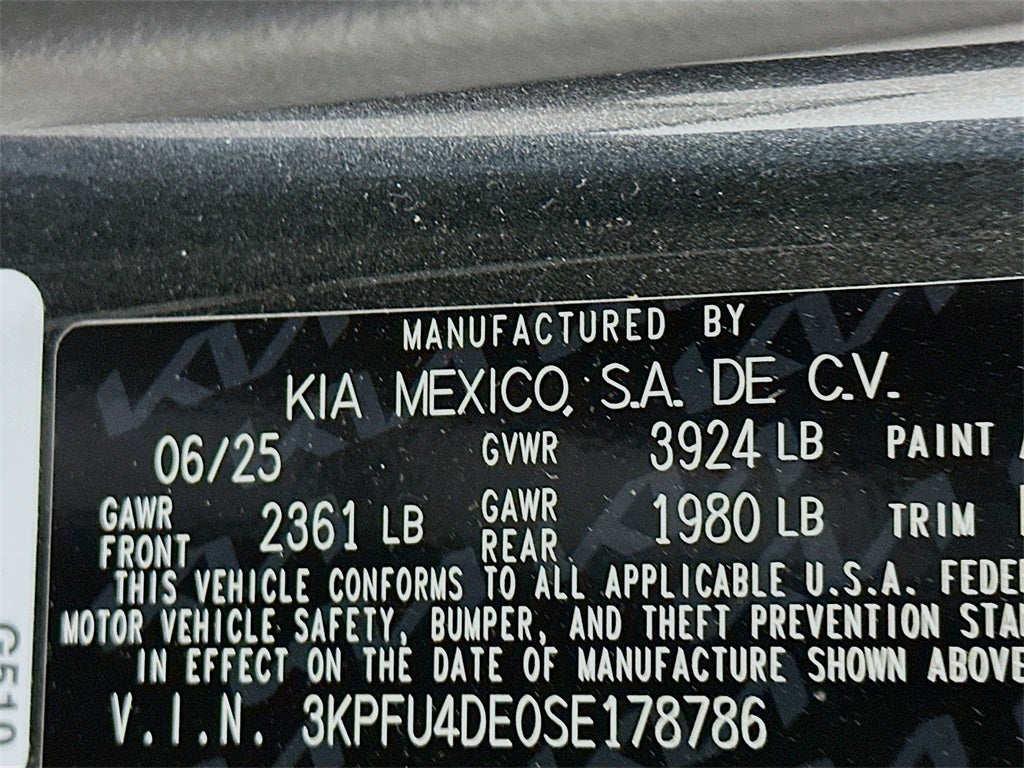 MANUFACTURED BY
KIA MEXICO, S.A. DE C.V.
06/25 GVWR 3924 LB PAINT
GAWR FRONT 2361 LB GAWR REAR 1980 LB TRIM
THIS VEHICLE CONFORMS TO ALL APPLICABLE U.S.A. FEDE
MOTOR VEHICLE SAFETY, BUMPER, AND THEFT PREVENTION STA
IN EFFECT ON THE DATE OF MANUFACTURE SHOWN ABOVE
V.I.N. 3KPFU4DE0SE178786
G510